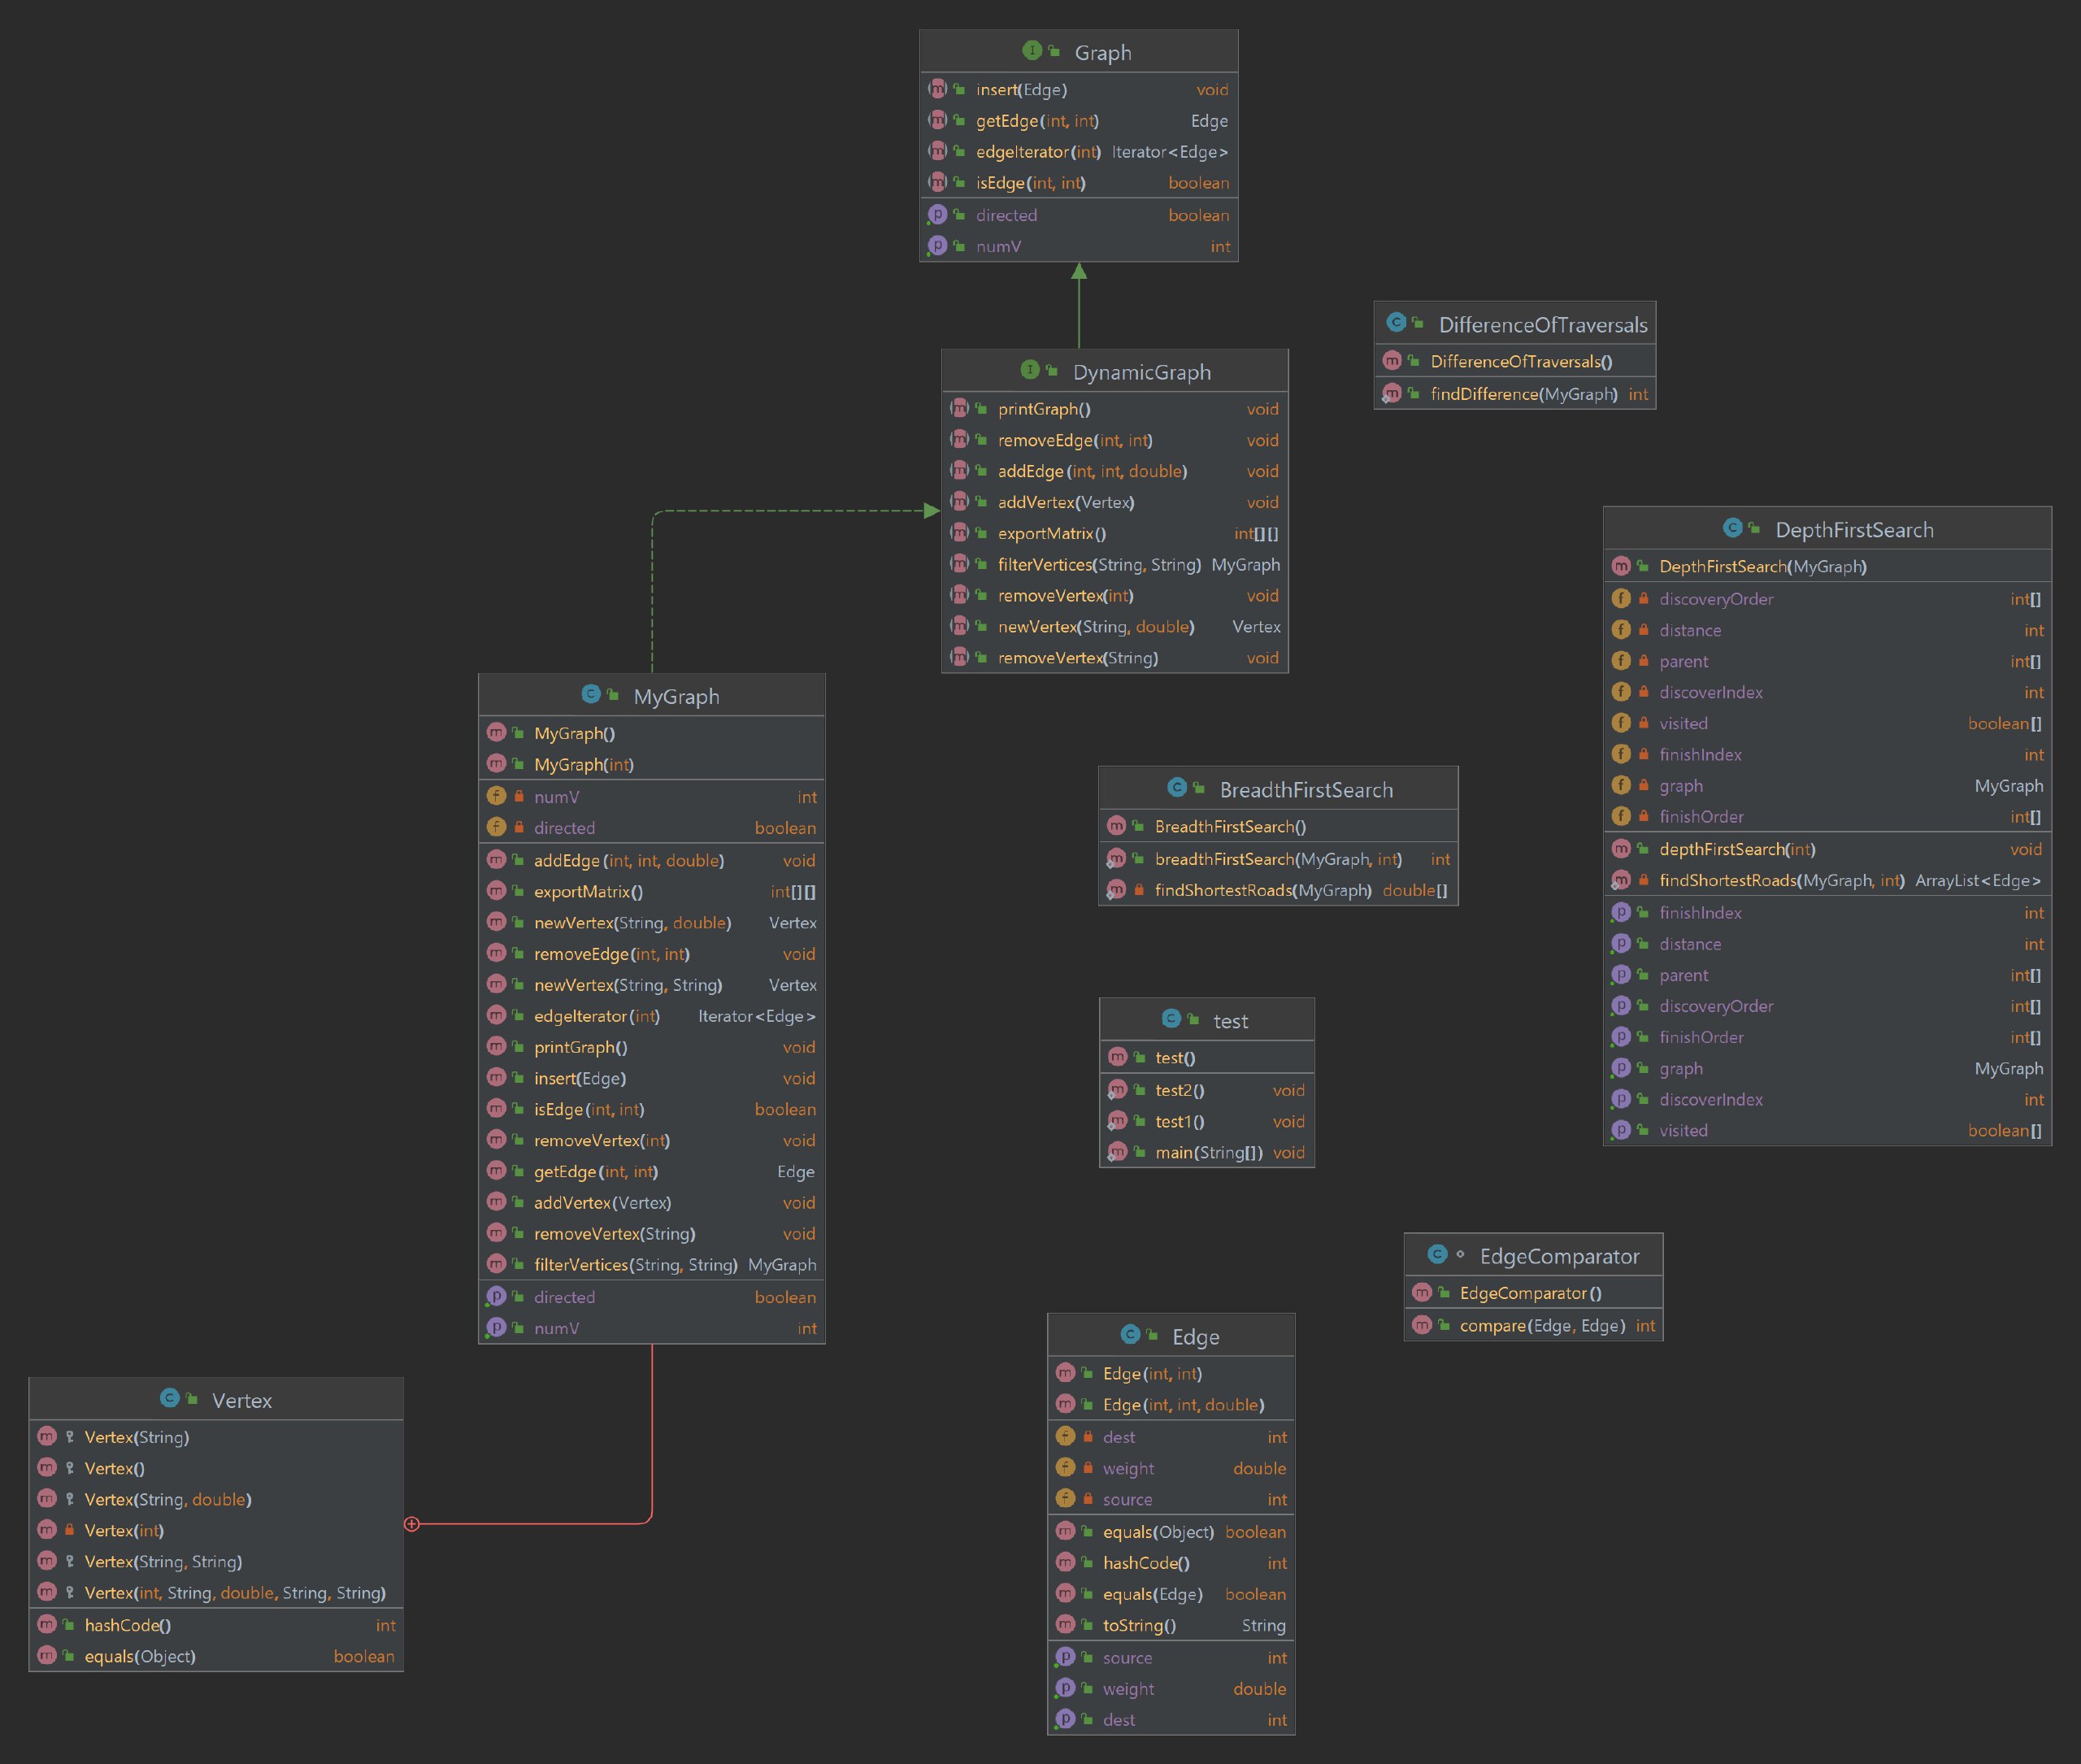 Graph
insert(Edge) void
getEdge(int, int) Edge
edgeIterator(int) Iterator<Edge>
isEdge(int, int) boolean
directed boolean
numV int
DifferenceOfTraversals
DifferenceOfTraversals()
findDifference(MyGraph) int
DynamicGraph
printGraph() void
removeEdge(int, int) void
addEdge(int, int, double) void
addVertex(Vertex) void
exportMatrix() int[][]
filterVertices(String, String) MyGraph
removeVertex(int) void
newVertex(String, double) Vertex
removeVertex(String) void
DepthFirstSearch
DepthFirstSearch(MyGraph)
discoveryOrder int[]
distance int
parent int[]
discoverIndex int
visited boolean[]
finishIndex int
graph MyGraph
finishOrder int[]
depthFirstSearch(int) void
findShortestRoads(MyGraph, int) ArrayList<Edge>
finishIndex int
distance int
parent int[]
discoveryOrder int[]
finishOrder int[]
graph MyGraph
discoverIndex int
visited boolean[]
MyGraph
MyGraph()
MyGraph(int)
numV int
directed boolean
addEdge(int, int, double) void
exportMatrix() int[][]
newVertex(String, double) Vertex
removeEdge(int, int) void
newVertex(String, String) Vertex
edgeIterator(int) Iterator<Edge>
printGraph() void
insert(Edge) void
isEdge(int, int) boolean
removeVertex(int) void
getEdge(int, int) Edge
addVertex(Vertex) void
removeVertex(String) void
filterVertices(String, String) MyGraph
directed boolean
numV int
BreadthFirstSearch
BreadthFirstSearch()
breadthFirstSearch(MyGraph, int) int
findShortestRoads(MyGraph) double[]
test
test()
test2() void
test1() void
main(String[]) void
EdgeComparator
EdgeComparator()
compare(Edge, Edge) int
Edge
Edge(int, int)
Edge(int, int, double)
dest int
weight double
source int
equals(Object) boolean
hashCode() int
equals(Edge) boolean
toString() String
source int
weight double
dest int
Vertex
Vertex(String)
Vertex()
Vertex(String, double)
Vertex(int)
Vertex(String, String)
Vertex(int, String, double, String, String)
hashCode() int
equals(Object) boolean